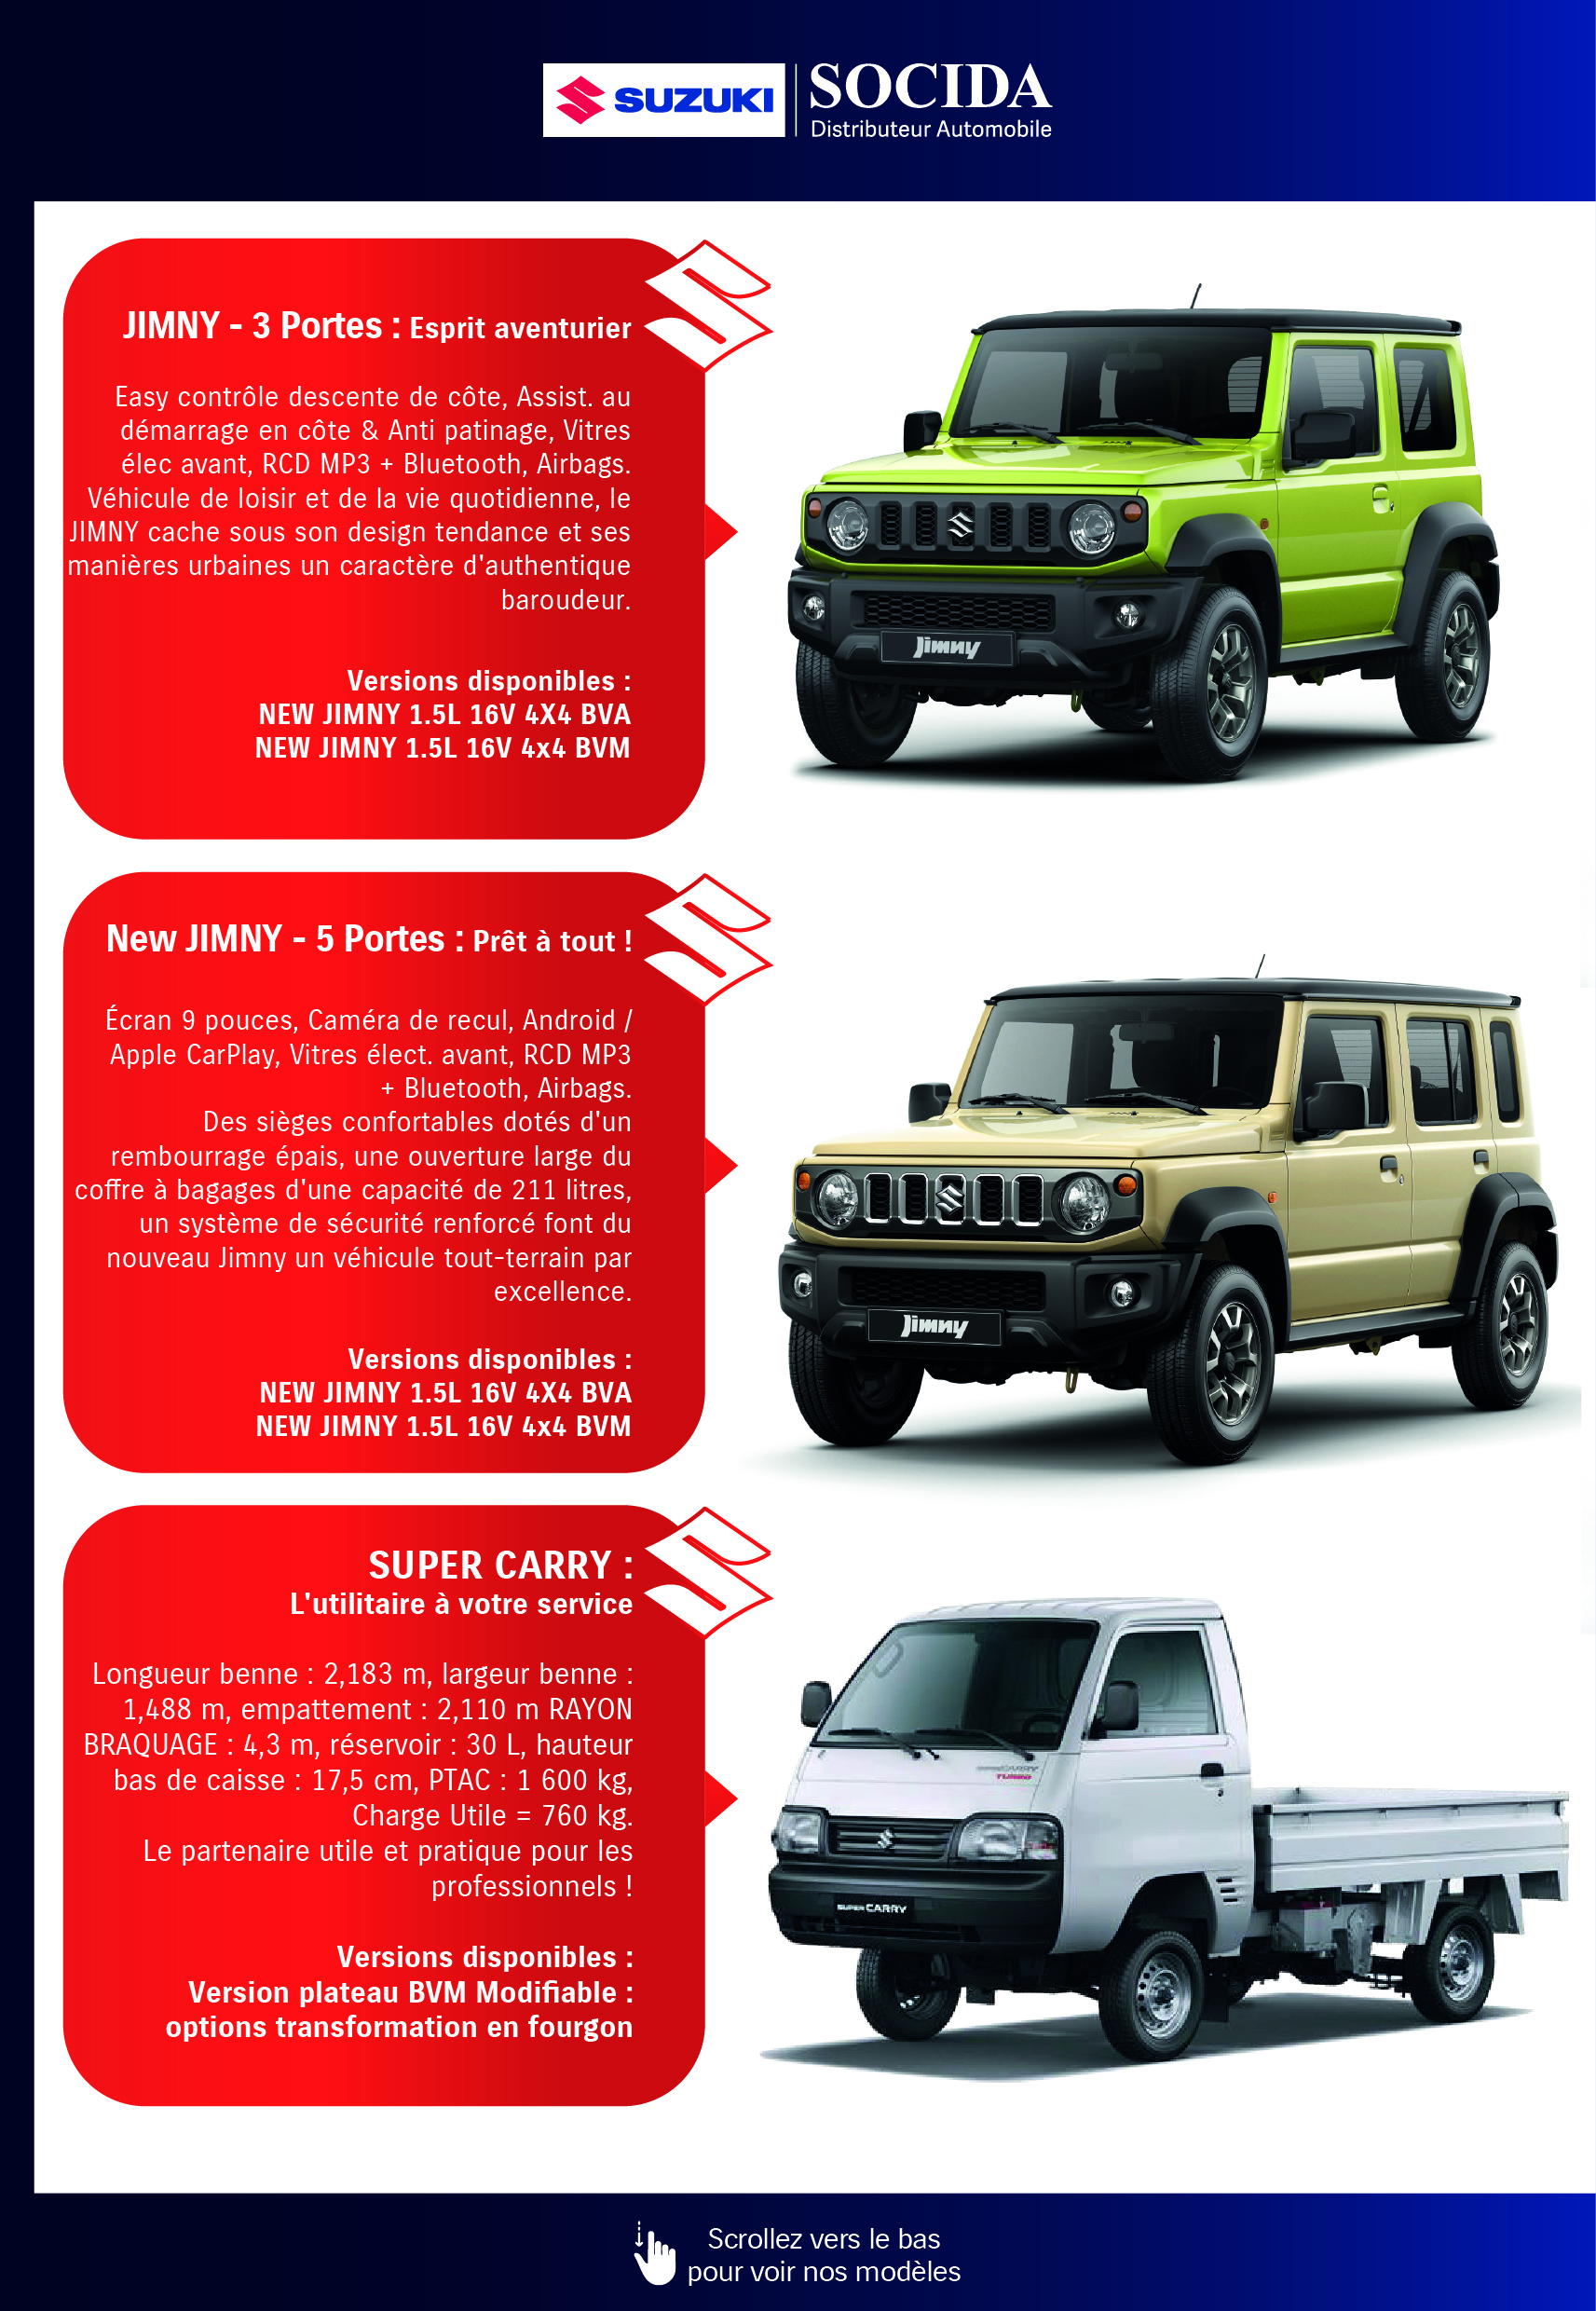 SUZUKI
SOCIDA
Distributeur Automobile
JIMNY - 3 Portes : Esprit aventurier
Easy contrôle descente de côte, Assist. au
démarrage en côte & Anti patinage, Vitres
élec avant, RCD MP3 + Bluetooth, Airbags.
Véhicule de loisir et de la vie quotidienne, le
JIMNY cache sous son design tendance et ses
manières urbaines un caractère d'authentique
baroudeur.
Versions disponibles :
NEW JIMNY 1.5L 16V 4X4 BVA
NEW JIMNY 1.5L 16V 4x4 BVM
Jimny
New JIMNY - 5 Portes : Prêt à tout !
Écran 9 pouces, Caméra de recul, Android /
Apple CarPlay, Vitres élect. avant, RCD MP3
+ Bluetooth, Airbags.
Des sièges confortables dotés d'un
rembourrage épais, une ouverture large du
coffre à bagages d'une capacité de 211 litres,
un système de sécurité renforcé font du
nouveau Jimny un véhicule tout-terrain par
excellence.
Versions disponibles :
NEW JIMNY 1.5L 16V 4X4 BVA
NEW JIMNY 1.5L 16V 4x4 BVM
Jimny
SUPER CARRY :
L'utilitaire à votre service
Longueur benne : 2,183 m, largeur benne :
1,488 m, empattement : 2,110 m RAYON
BRAQUAGE : 4,3 m, réservoir : 30 L, hauteur
bas de caisse : 17,5 cm, PTAC : 1 600 kg,
Charge Utile = 760 kg.
Le partenaire utile et pratique pour les
professionnels !
Versions disponibles :
Version plateau BVM Modifiable :
options transformation en fourgon
CARRY
TURBO
SUPER CARRY
Scrollez vers le bas
pour voir nos modèles